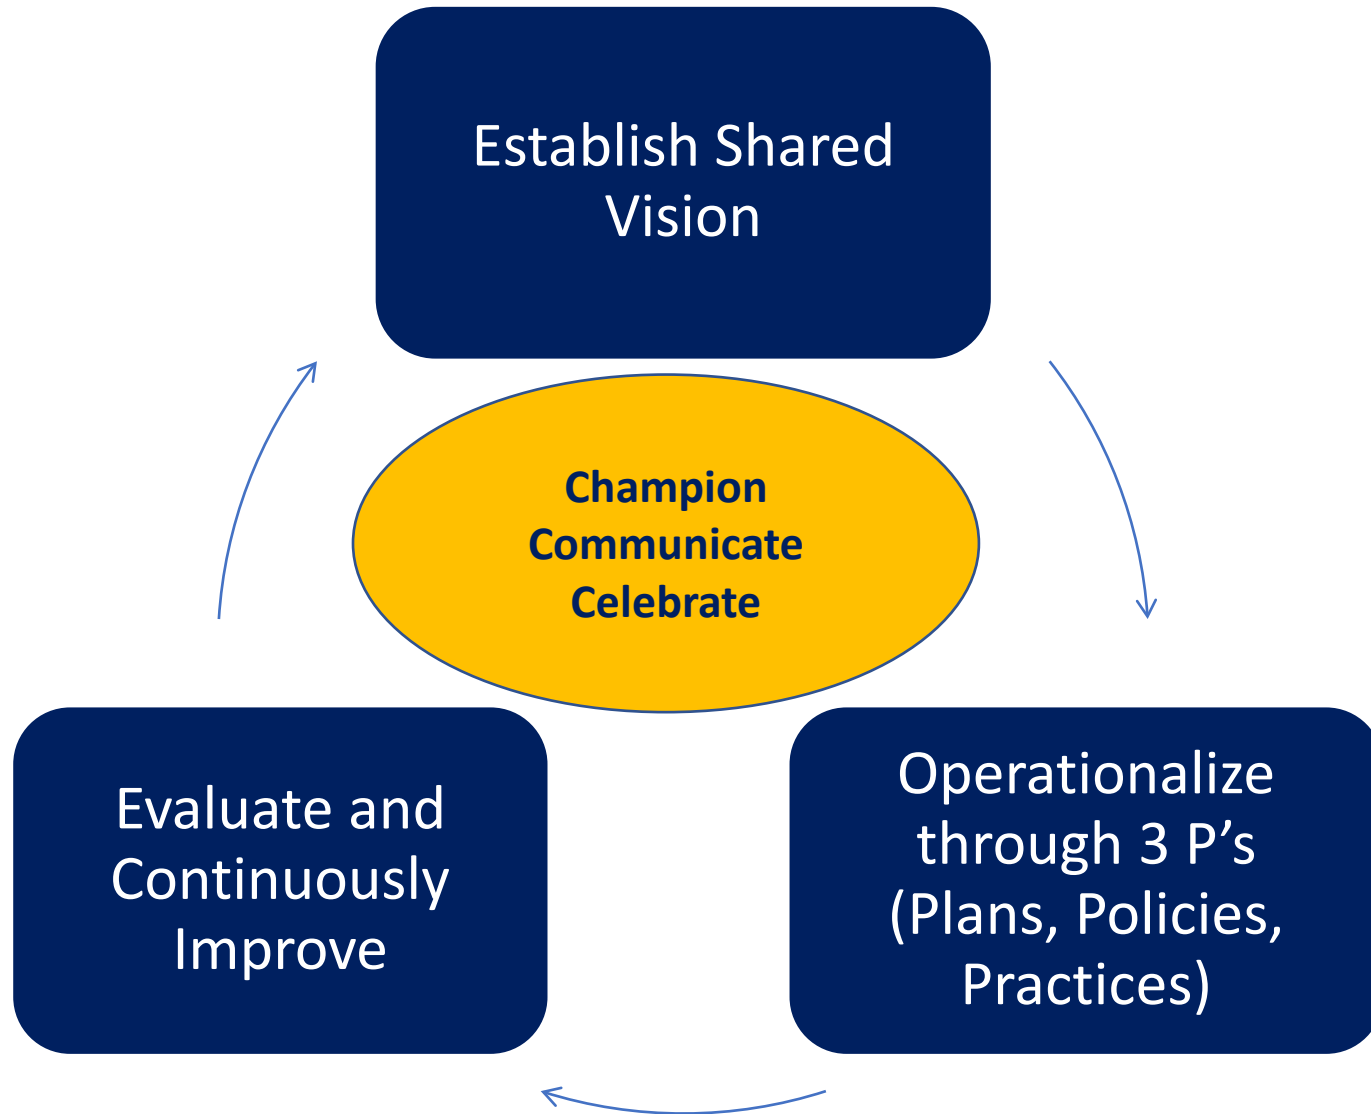 Establish Shared
Vision
Champion
Communicate
Celebrate
Evaluate and
Continuously
Improve
Operationalize
through 3 P’s
(Plans, Policies,
Practices)